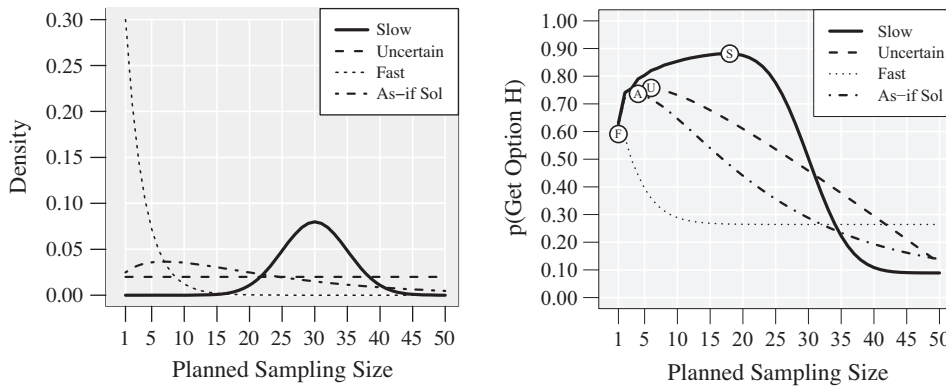 Density
0.30
0.25
0.20
0.15
0.10
0.05
0.00
Slow
Uncertain
Fast
As−if Sol
1 5 10 15 20 25 30 35 40 45 50
Planned Sampling Size
p(Get Option H)
1.00
0.90
0.80
0.70
0.60
0.50
0.40
0.30
0.20
0.10
0.00
Slow
Uncertain
Fast
As−if Sol
S
U
A
F
1 5 10 15 20 25 30 35 40 45 50
Planned Sampling Size